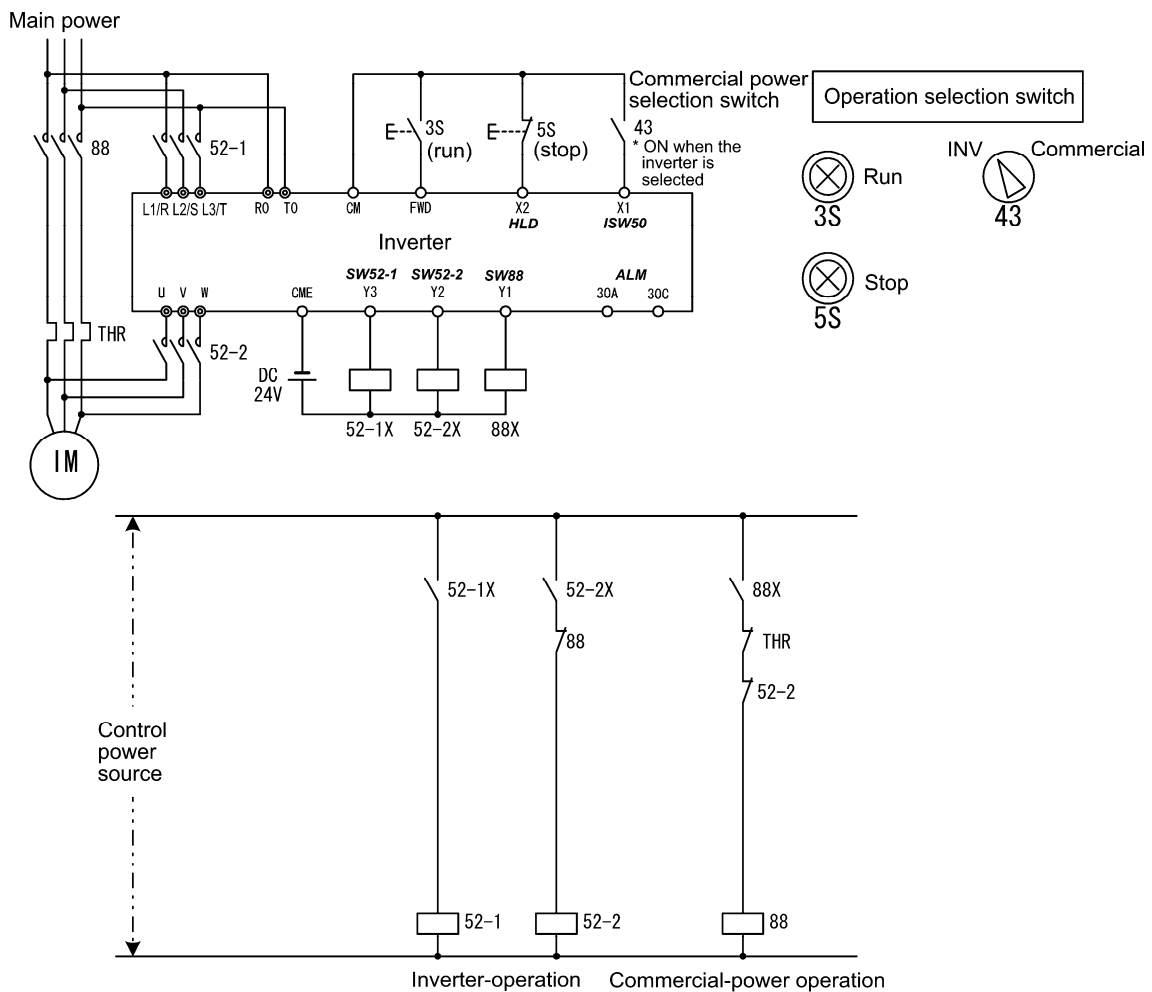 Main power
Commercial power
selection switch
Operation selection switch
88
52-1
3S
(run)
5S
(stop)
43
* ON when the
inverter is
selected
INV
Commercial
Run
3S
43
L1/R L2/S L3/T
R0
T0
CM
FWD
X2
X1
HLD
ISW50
Inverter
SW52-1
SW52-2
SW88
ALM
U
V
W
CME
Y3
Y2
Y1
30A
30C
Stop
5S
THR
52-2
DC
24V
52-1X
52-2X
88X
IM
52-1X
52-2X
88X
88
THR
52-2
Control
power
source
52-1
52-2
88
Inverter-operation
Commercial-power operation